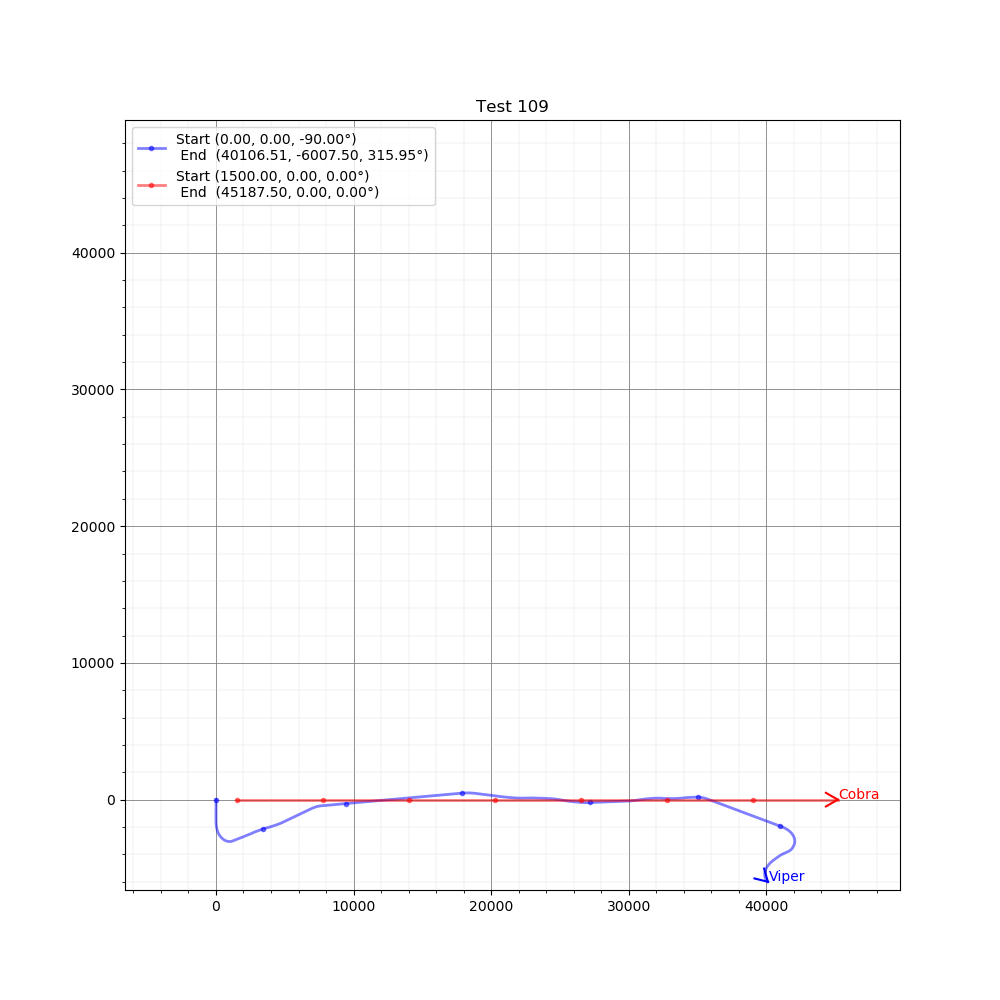 Test 109
Start (0.00, 0.00, -90.00°)
End (40106.51, -6007.50, 315.95°)
Start (1500.00, 0.00, 0.00°)
End (45187.50, 0.00, 0.00°)
40000
30000
20000
10000
0
Cobra
Viper
0 10000 20000 30000 40000